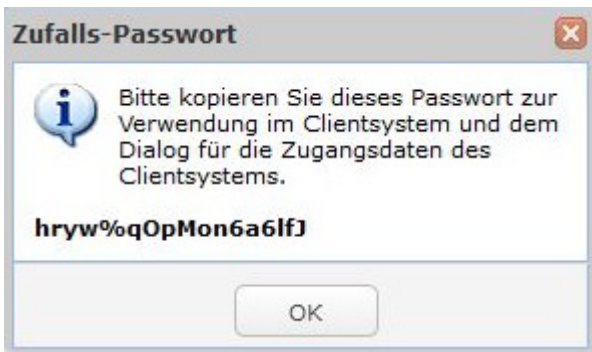 Zufalls-Passwort
Bitte kopieren Sie dieses Passwort zur
Verwendung im Clientsystem und dem
Dialog für die Zugangsdaten des
Clientsystems.
hryw%qOpMon6a6lfJ
OK